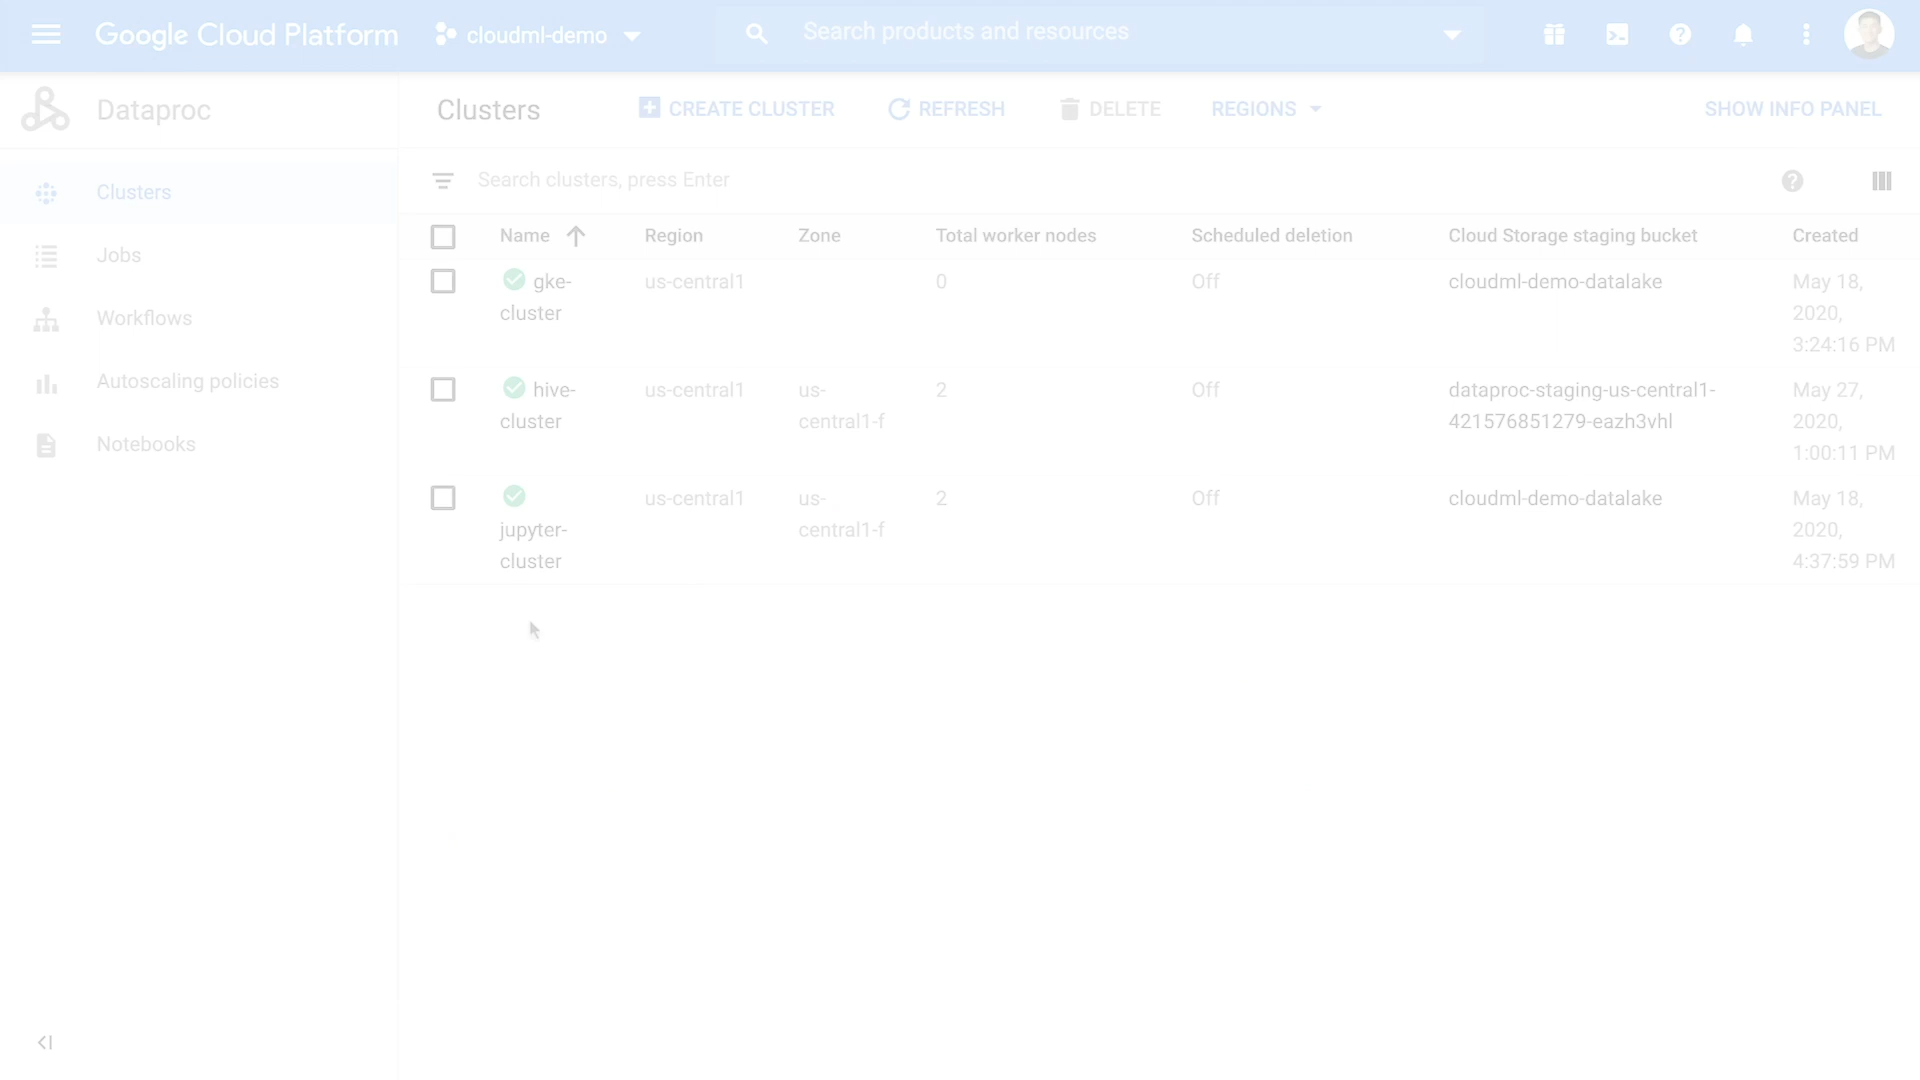 Google Cloud Platform
cloudml-demo
Search products and resources
Dataproc
Clusters
CREATE CLUSTER
REFRESH
DELETE
REGIONS
SHOW INFO PANEL
Clusters
Jobs
Workflows
Autoscaling policies
Notebooks
Search clusters, press Enter
Name Region Zone Total worker nodes Scheduled deletion Cloud Storage staging bucket Created
gke- us-central1 0 Off cloudml-demo-datalake May 18,
cluster 2020,
3:24:16 PM
hive- us-central1 us- 2 Off dataproc-staging-us-central1- May 27,
cluster central1-f 421576851279-eazh3vhl 2020,
1:00:11 PM
us-central1 us- 2 Off cloudml-demo-datalake May 18,
jupyter- central1-f 2020,
cluster 4:37:59 PM